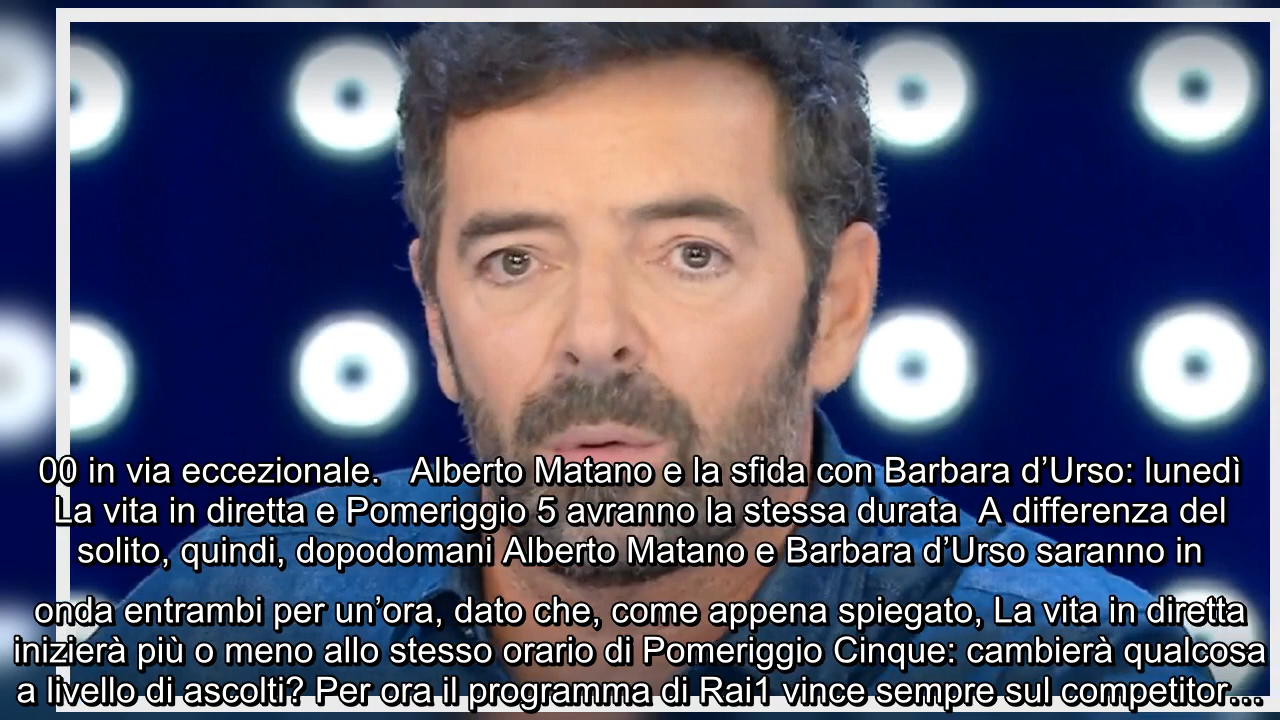 00 in via eccezionale. Alberto Matano e la sfida con Barbara d’Urso: lunedì
La vita in diretta e Pomeriggio 5 avranno la stessa durata A differenza del
solito, quindi, dopodomani Alberto Matano e Barbara d’Urso saranno in
onda entrambi per un’ora, dato che, come appena spiegato, La vita in diretta
inizierà più o meno allo stesso orario di Pomeriggio Cinque: cambierà qualcosa
a livello di ascolti? Per ora il programma di Rai1 vince sempre sul competitor…